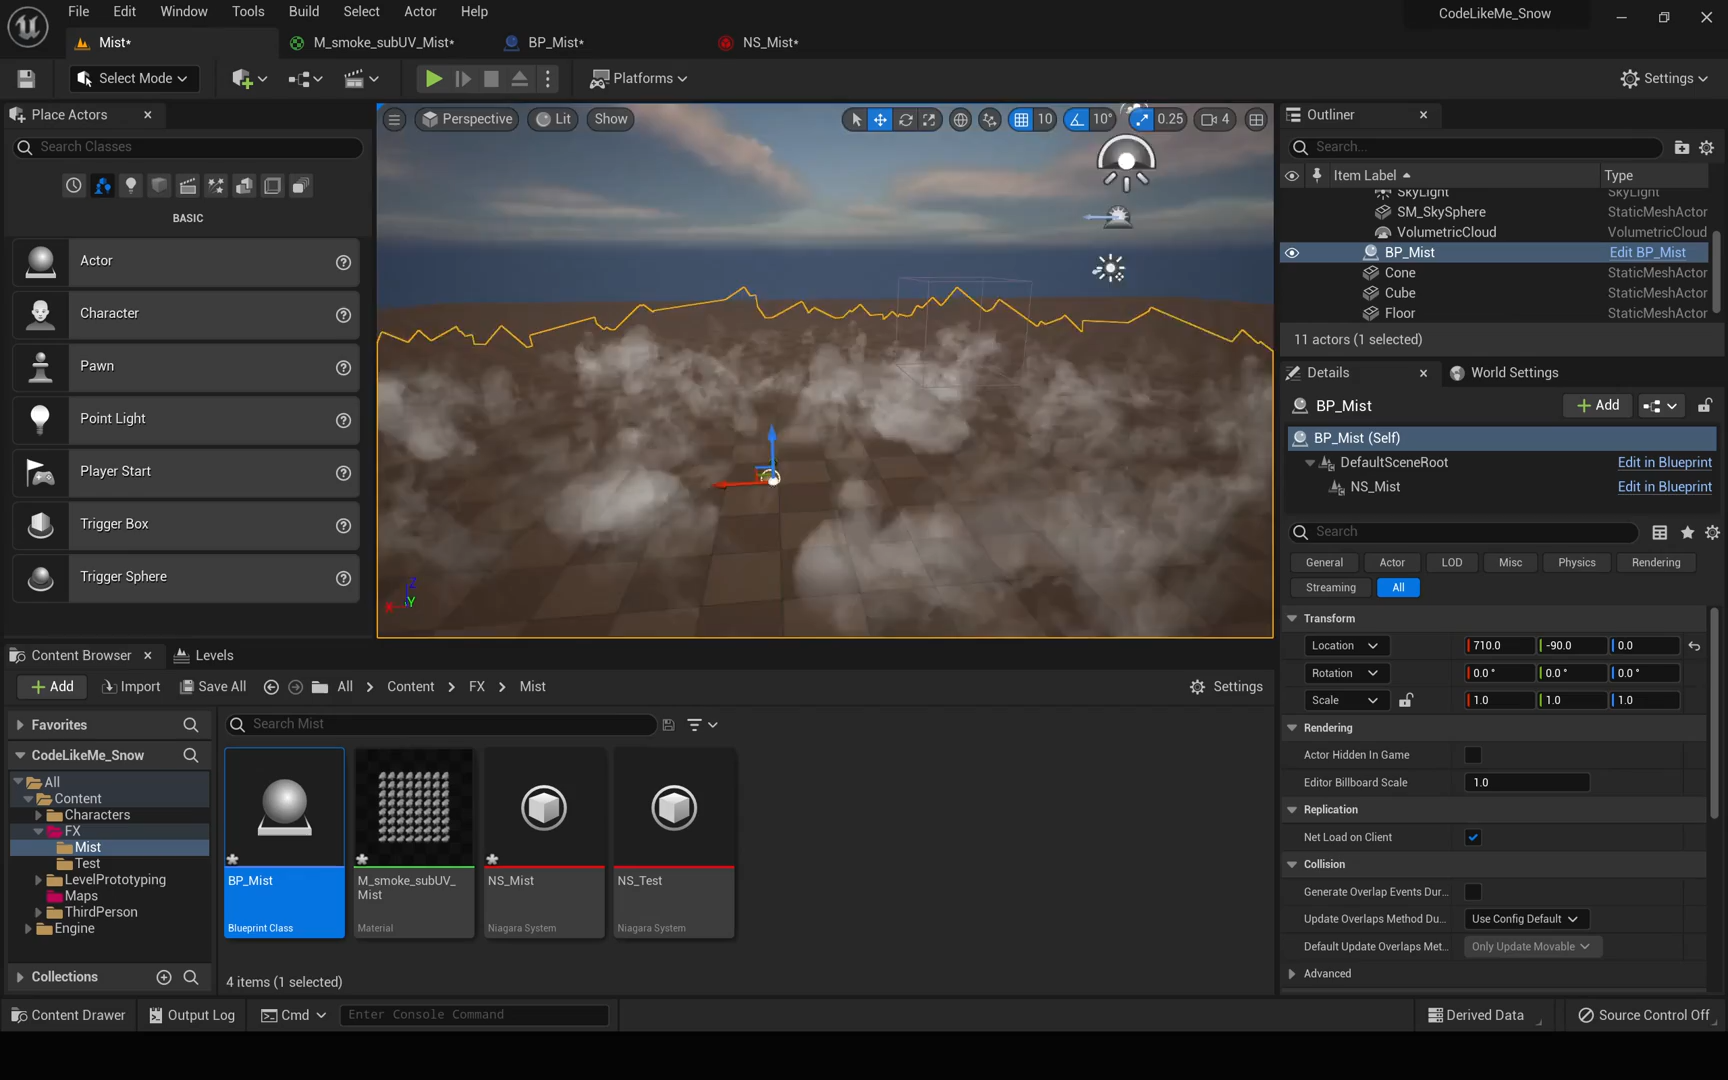 File Edit Window Tools Build Select Actor Help
CodeLikeMe_Snow
Mist*
M_smoke_subUV_Mist*
BP_Mist*
NS_Mist*
Select Mode
Platforms
Settings
Place Actors
Search Classes
BASIC
Actor
Character
Pawn
Point Light
Player Start
Trigger Box
Trigger Sphere
Perspective Lit Show
10 10° 0.25 4
Z
X
Y
Outliner
Search...
Item Label Type
SkyLight SkyLight
SM_SkySphere StaticMeshActor
VolumetricCloud VolumetricCloud
BP_Mist Edit BP_Mist
Cone StaticMeshActor
Cube StaticMeshActor
Floor StaticMeshActor
11 actors (1 selected)
Details World Settings
BP_Mist
Add
BP_Mist (Self)
DefaultSceneRoot Edit in Blueprint
NS_Mist Edit in Blueprint
Search
General Actor LOD Misc Physics Rendering
Streaming All
Transform
Location 710.0 -90.0 0.0
Rotation 0.0 ° 0.0 ° 0.0 °
Scale 1.0 1.0 1.0
Rendering
Actor Hidden In Game
Editor Billboard Scale 1.0
Replication
Net Load on Client
Collision
Generate Overlap Events Dur...
Update Overlaps Method Du... Use Config Default
Default Update Overlaps Met... Only Update Movable
Advanced
Content Browser Levels
Add Import Save All All Content FX Mist Settings
Favorites
CodeLikeMe_Snow
All
Content
Characters
FX
Mist
Test
LevelPrototyping
Maps
ThirdPerson
Engine
Collections
Search Mist
BP_Mist
Blueprint Class
M_smoke_subUV_
Mist
Material
NS_Mist
Niagara System
NS_Test
Niagara System
4 items (1 selected)
Content Drawer Output Log Cmd Enter Console Command Derived Data Source Control Off